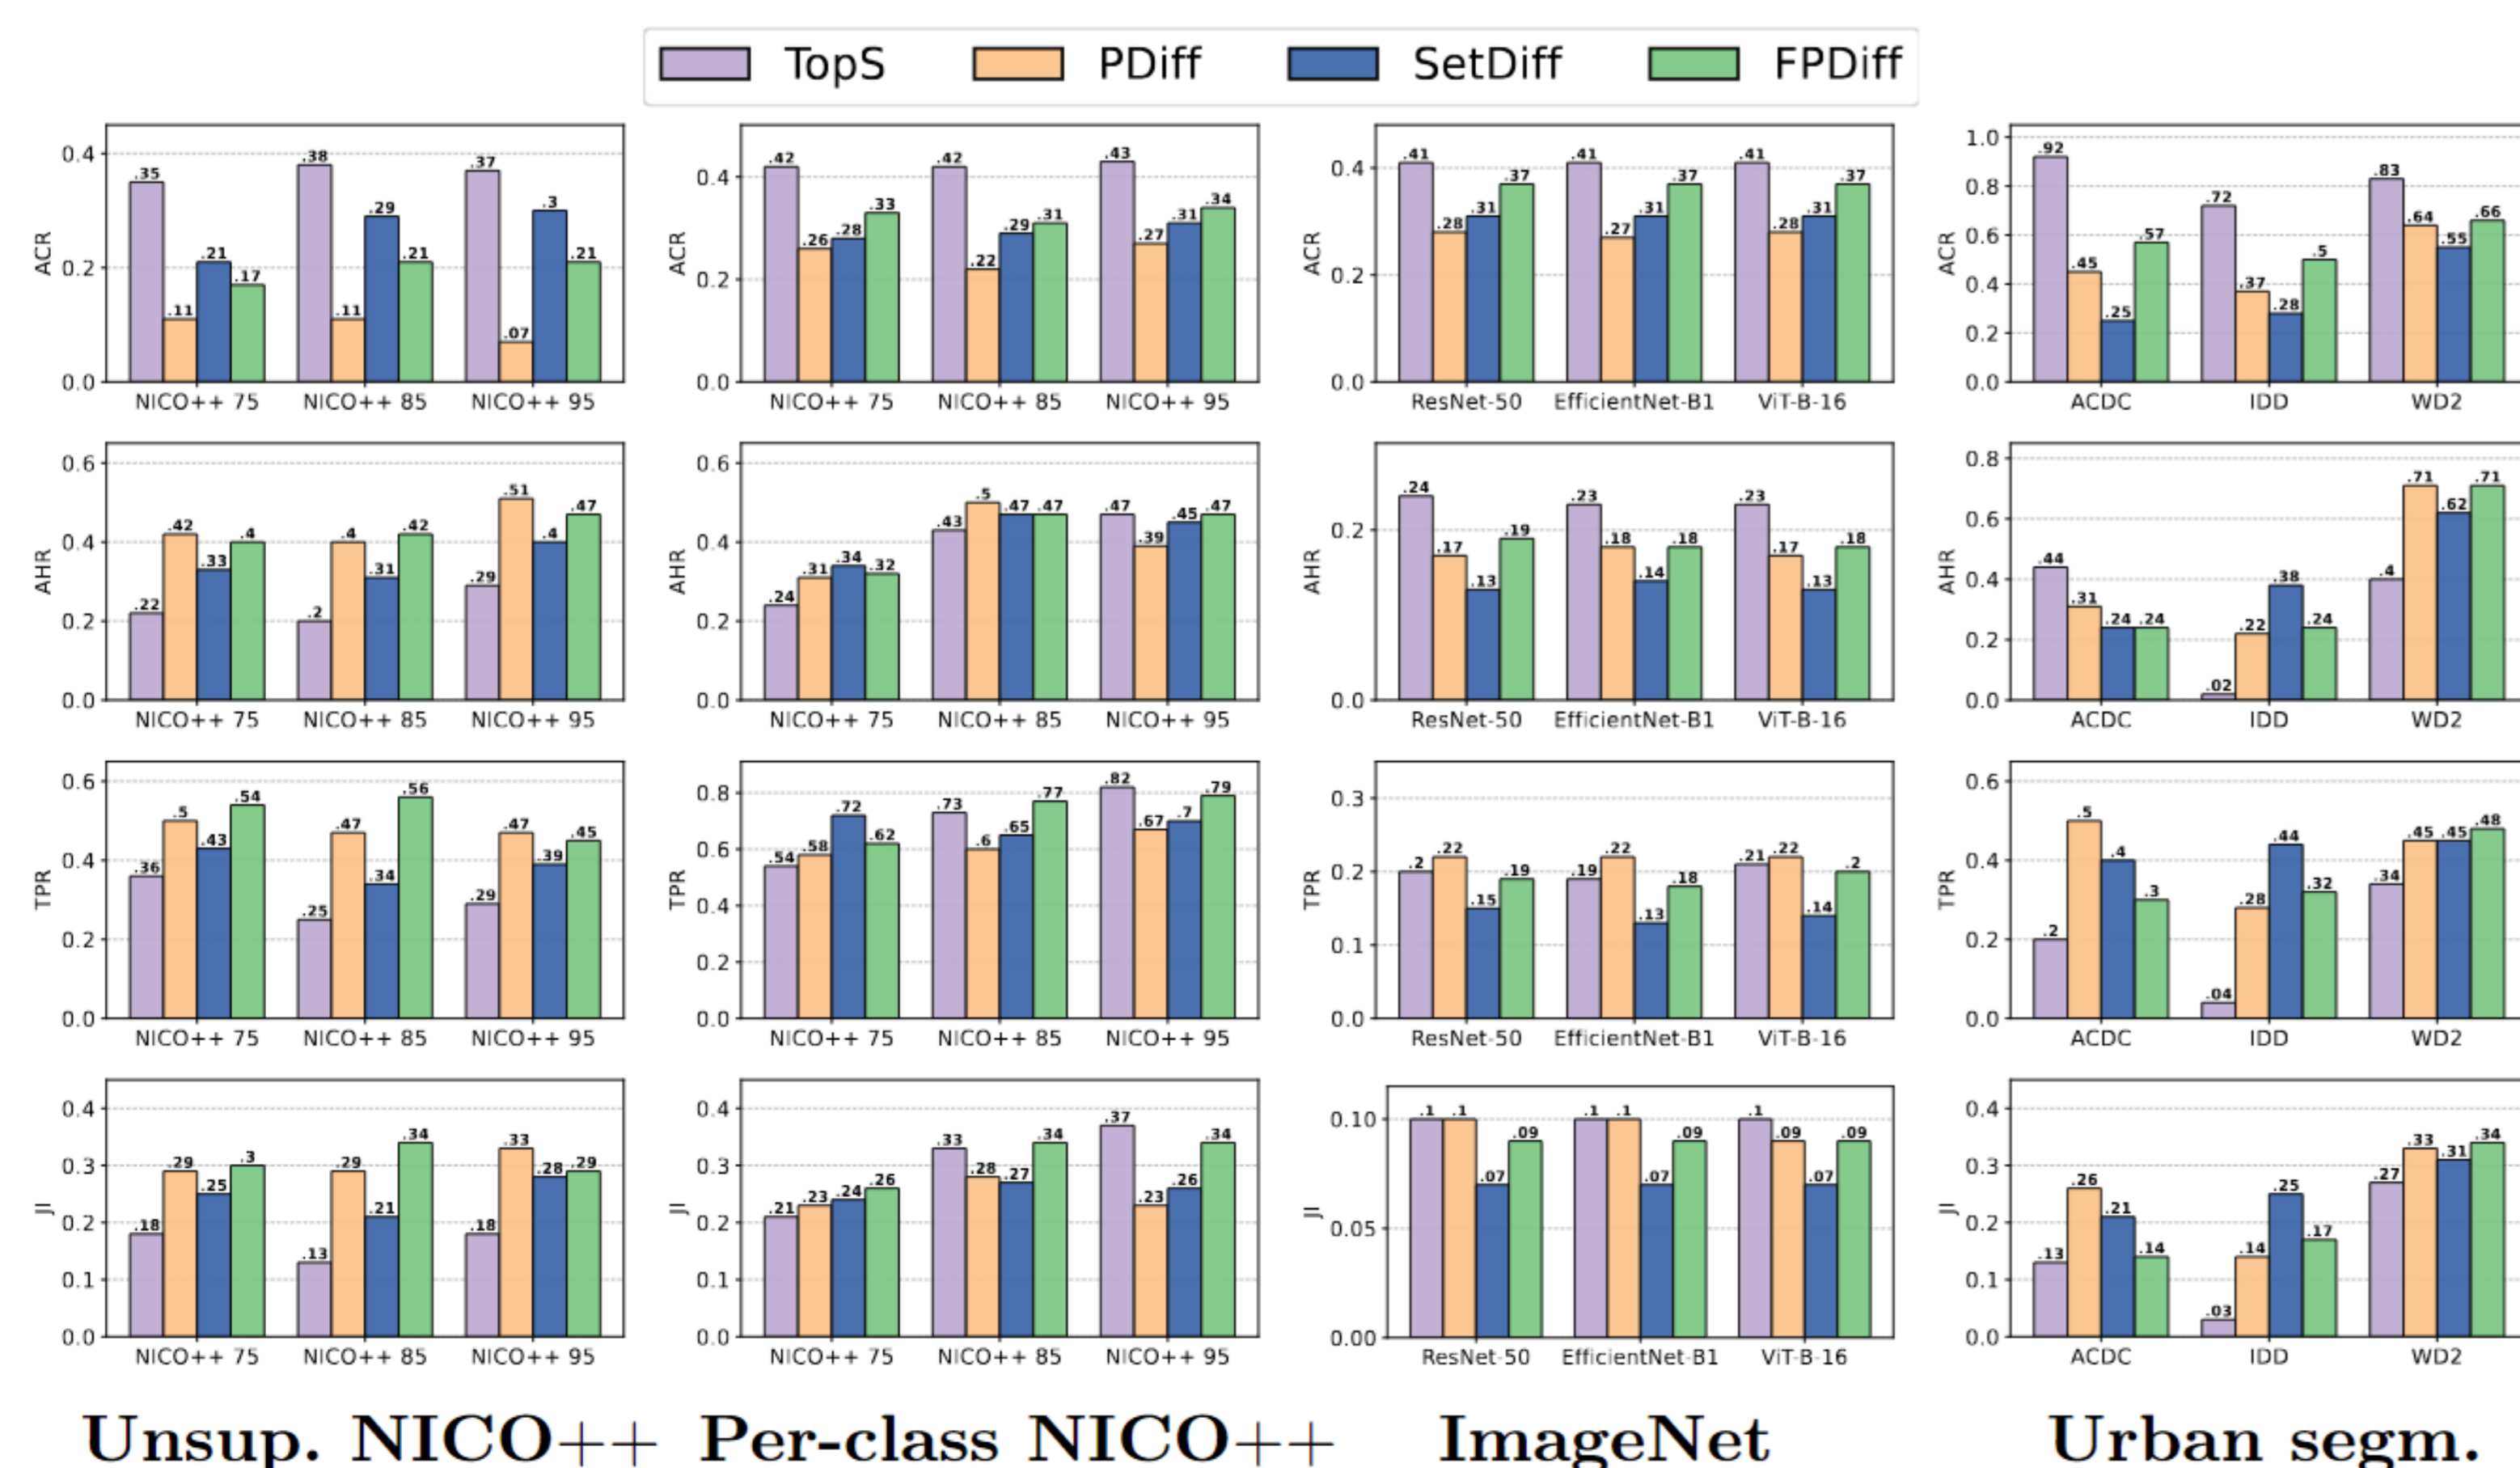 TopS PDiff SetDiff FPDiff
ACR
0.4
0.2
0.0
.35 .11 .21 .17
.38 .11 .29 .21
.37 .07 .3 .21
NICO++ 75 NICO++ 85 NICO++ 95
ACR
0.4
0.2
0.0
.42 .26 .28 .33
.42 .22 .29 .31
.43 .27 .31 .34
NICO++ 75 NICO++ 85 NICO++ 95
ACR
0.4
0.2
0.0
.41 .28 .31 .37
.41 .27 .31 .37
.41 .28 .31 .37
ResNet-50 EfficientNet-B1 ViT-B-16
ACR
1.0
0.8
0.6
0.4
0.2
0.0
.92 .45 .25 .57
.72 .37 .28 .5
.83 .64 .55 .66
ACDC IDD WD2
AHR
0.6
0.4
0.2
0.0
.22 .42 .33 .4
.2 .4 .31 .42
.29 .51 .4 .47
NICO++ 75 NICO++ 85 NICO++ 95
AHR
0.6
0.4
0.2
0.0
.24 .31 .34 .32
.43 .5 .47 .47
.47 .39 .45 .47
NICO++ 75 NICO++ 85 NICO++ 95
AHR
0.2
0.0
.24 .17 .13 .19
.23 .18 .14 .18
.23 .17 .13 .18
ResNet-50 EfficientNet-B1 ViT-B-16
AHR
0.8
0.6
0.4
0.2
0.0
.44 .31 .24 .24
.02 .22 .38 .24
.4 .71 .62 .71
ACDC IDD WD2
TPR
0.6
0.4
0.2
0.0
.36 .5 .43 .54
.25 .47 .34 .56
.29 .47 .39 .45
NICO++ 75 NICO++ 85 NICO++ 95
TPR
0.8
0.6
0.4
0.2
0.0
.54 .58 .72 .62
.73 .6 .65 .77
.82 .67 .7 .79
NICO++ 75 NICO++ 85 NICO++ 95
TPR
0.3
0.2
0.1
0.0
.2 .22 .15 .19
.19 .22 .13 .18
.21 .22 .14 .2
ResNet-50 EfficientNet-B1 ViT-B-16
TPR
0.6
0.4
0.2
0.0
.2 .5 .4 .3
.04 .28 .44 .32
.34 .45 .45 .48
ACDC IDD WD2
JI
0.4
0.3
0.2
0.1
0.0
.18 .29 .25 .3
.13 .29 .21 .34
.18 .33 .28 .29
NICO++ 75 NICO++ 85 NICO++ 95
JI
0.4
0.3
0.2
0.1
0.0
.21 .23 .24 .26
.33 .28 .27 .34
.37 .23 .26 .34
NICO++ 75 NICO++ 85 NICO++ 95
JI
0.10
0.05
0.00
.1 .1 .07 .09
.1 .1 .07 .09
.1 .09 .07 .09
ResNet-50 EfficientNet-B1 ViT-B-16
JI
0.4
0.3
0.2
0.1
0.0
.13 .26 .21 .14
.03 .14 .25 .17
.27 .33 .31 .34
ACDC IDD WD2
Unsup. NICO++ Per-class NICO++ ImageNet Urban segm.